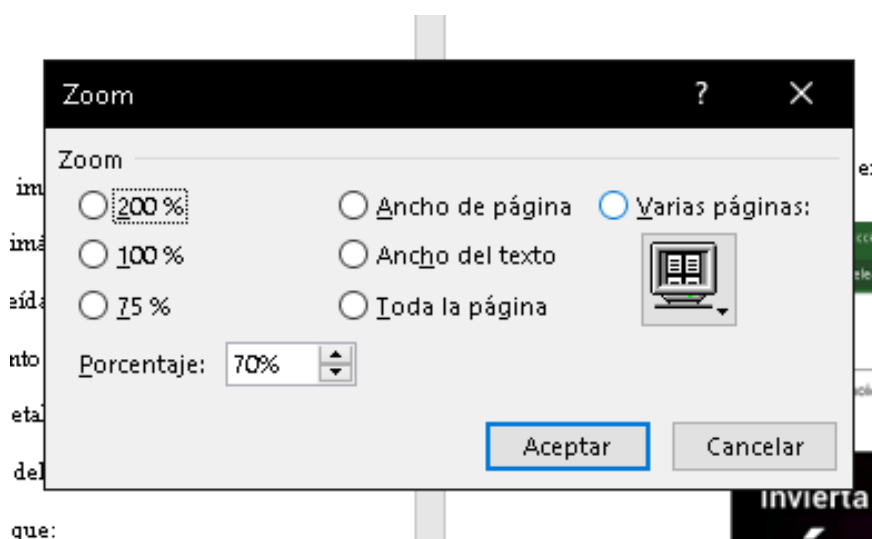 Zoom ? ✕
Zoom
200 % Ancho de página Varias páginas:
100 % Ancho del texto
75 % Toda la página
Porcentaje: 70%
Aceptar Cancelar
del
que:
invierta